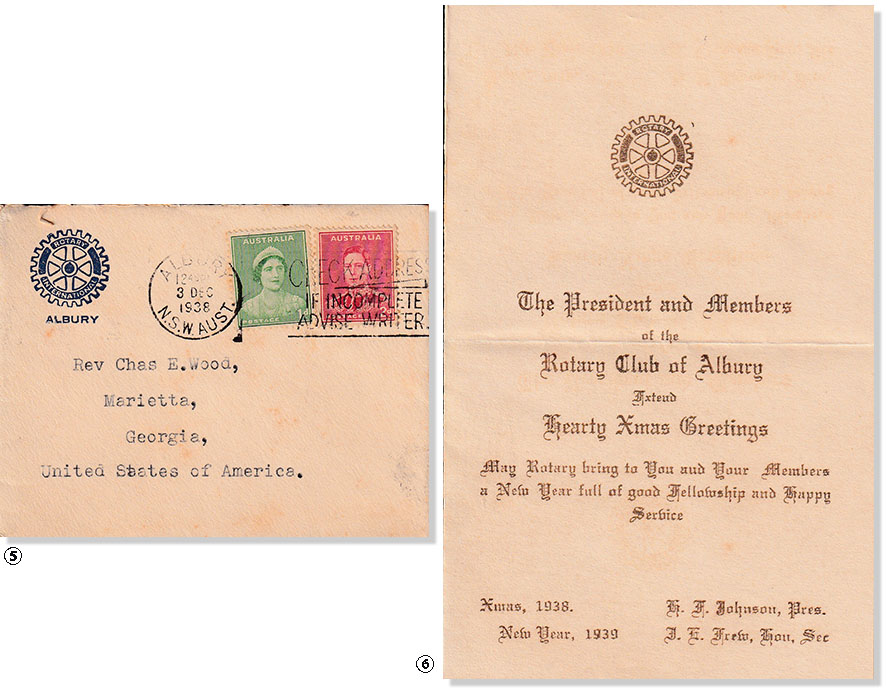 ROTARY
INTERNATIONAL
ALBURY
ALBURY
3 DEC
1938
N.S.W. AUST.
AUSTRALIA
POSTAGE
AUSTRALIA
CHECK ADDRESS
IF INCOMPLETE
ADVISE WRITER.
Rev Chas E.Wood,
Marietta,
Georgia,
United States of America.
5
ROTARY
INTERNATIONAL
The President and Members
of the
Rotary Club of Albury
Extend
Hearty Xmas Greetings
May Rotary bring to You and Your Members
a New Year full of good Fellowship and Happy
Service
Xmas, 1938.
New Year, 1939
H. F. Johnson, Pres.
J. E. Frew, Hon. Sec
6